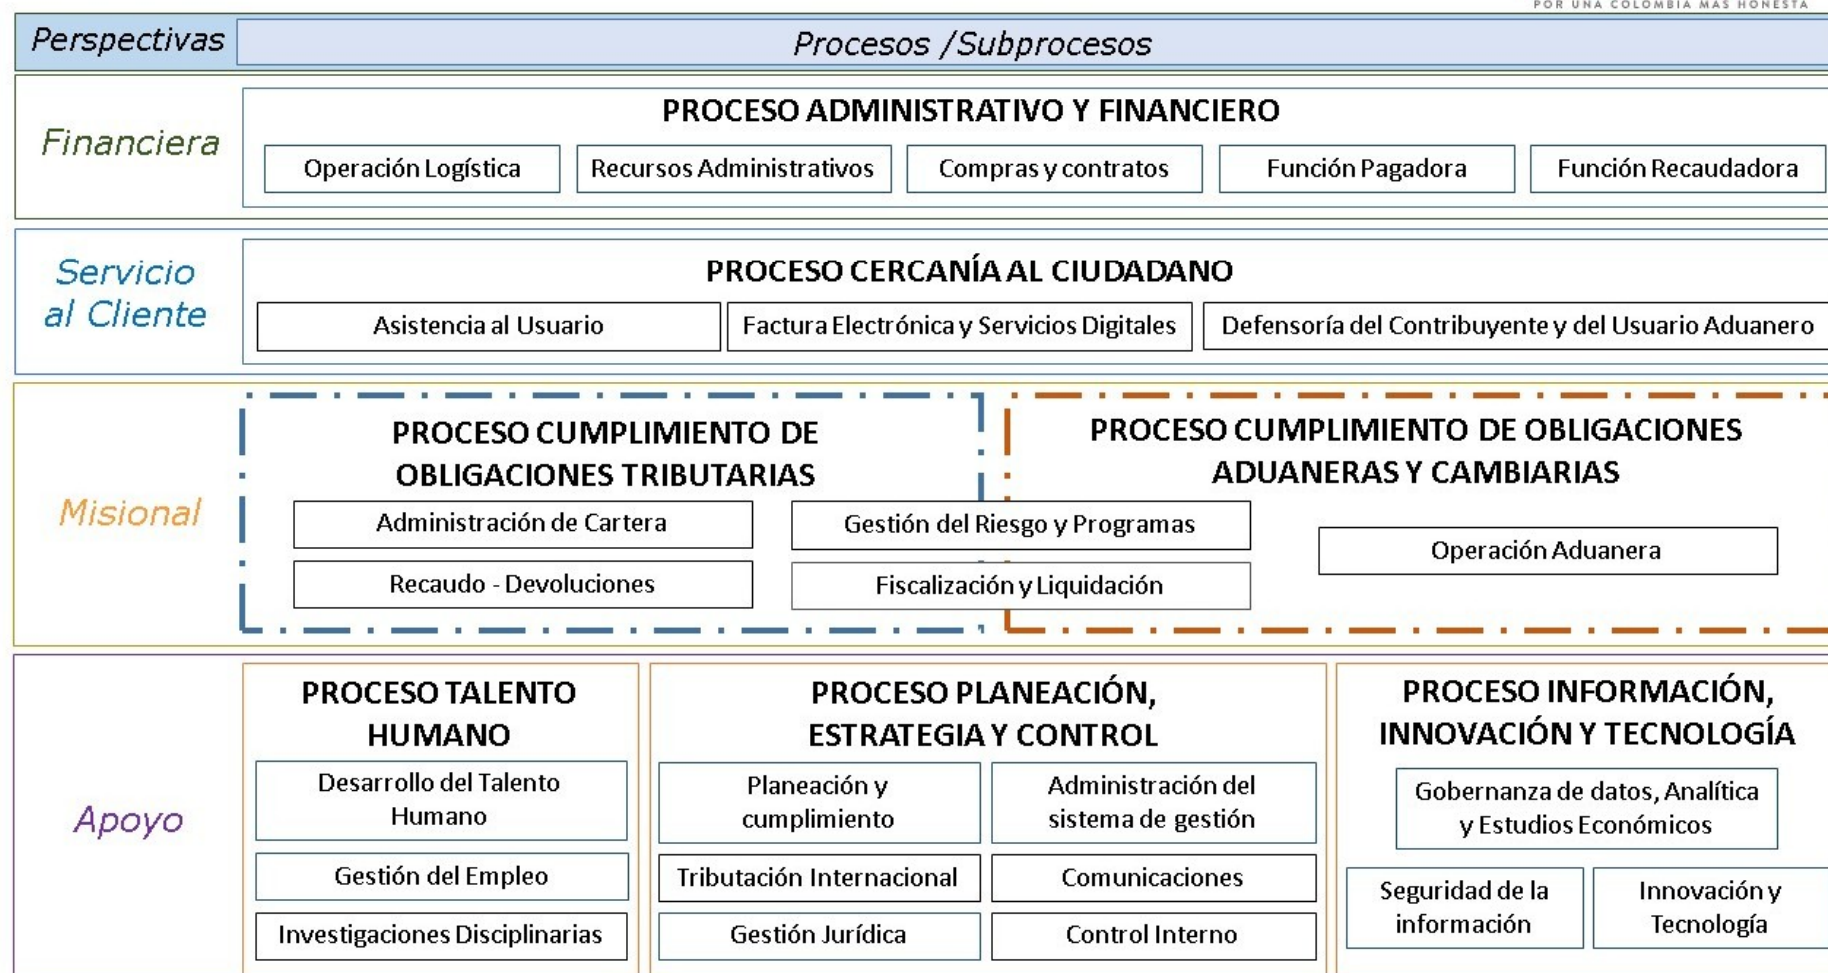 POR UNA COLOMBIA MÁS HONESTA
Perspectivas
Procesos /Subprocesos
Financiera
PROCESO ADMINISTRATIVO Y FINANCIERO
Operación Logística
Recursos Administrativos
Compras y contratos
Función Pagadora
Función Recaudadora
Servicio
al Cliente
PROCESO CERCANÍA AL CIUDADANO
Asistencia al Usuario
Factura Electrónica y Servicios Digitales
Defensoría del Contribuyente y del Usuario Aduanero
Misional
PROCESO CUMPLIMIENTO DE
OBLIGACIONES TRIBUTARIAS
Administración de Cartera
Recaudo - Devoluciones
Gestión del Riesgo y Programas
Fiscalización y Liquidación
PROCESO CUMPLIMIENTO DE OBLIGACIONES
ADUANERAS Y CAMBIARIAS
Operación Aduanera
Apoyo
PROCESO TALENTO
HUMANO
Desarrollo del Talento
Humano
Gestión del Empleo
Investigaciones Disciplinarias
PROCESO PLANEACIÓN,
ESTRATEGIA Y CONTROL
Planeación y
cumplimiento
Administración del
sistema de gestión
Tributación Internacional
Comunicaciones
Gestión Jurídica
Control Interno
PROCESO INFORMACIÓN,
INNOVACIÓN Y TECNOLOGÍA
Gobernanza de datos, Analítica
y Estudios Económicos
Seguridad de la
información
Innovación y
Tecnología